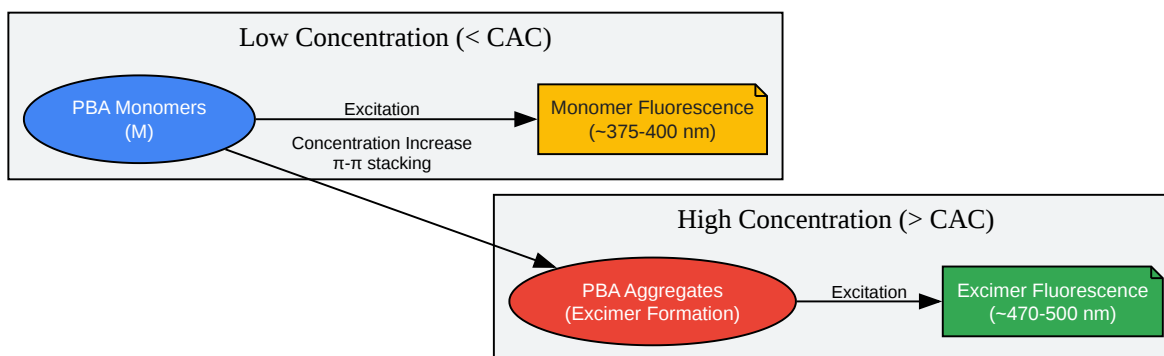 Low Concentration (< CAC)
PBA Monomers
(M)
Excitation
Monomer Fluorescence
(~375-400 nm)
Concentration Increase
π-π stacking
High Concentration (> CAC)
PBA Aggregates
(Excimer Formation)
Excitation
Excimer Fluorescence
(~470-500 nm)